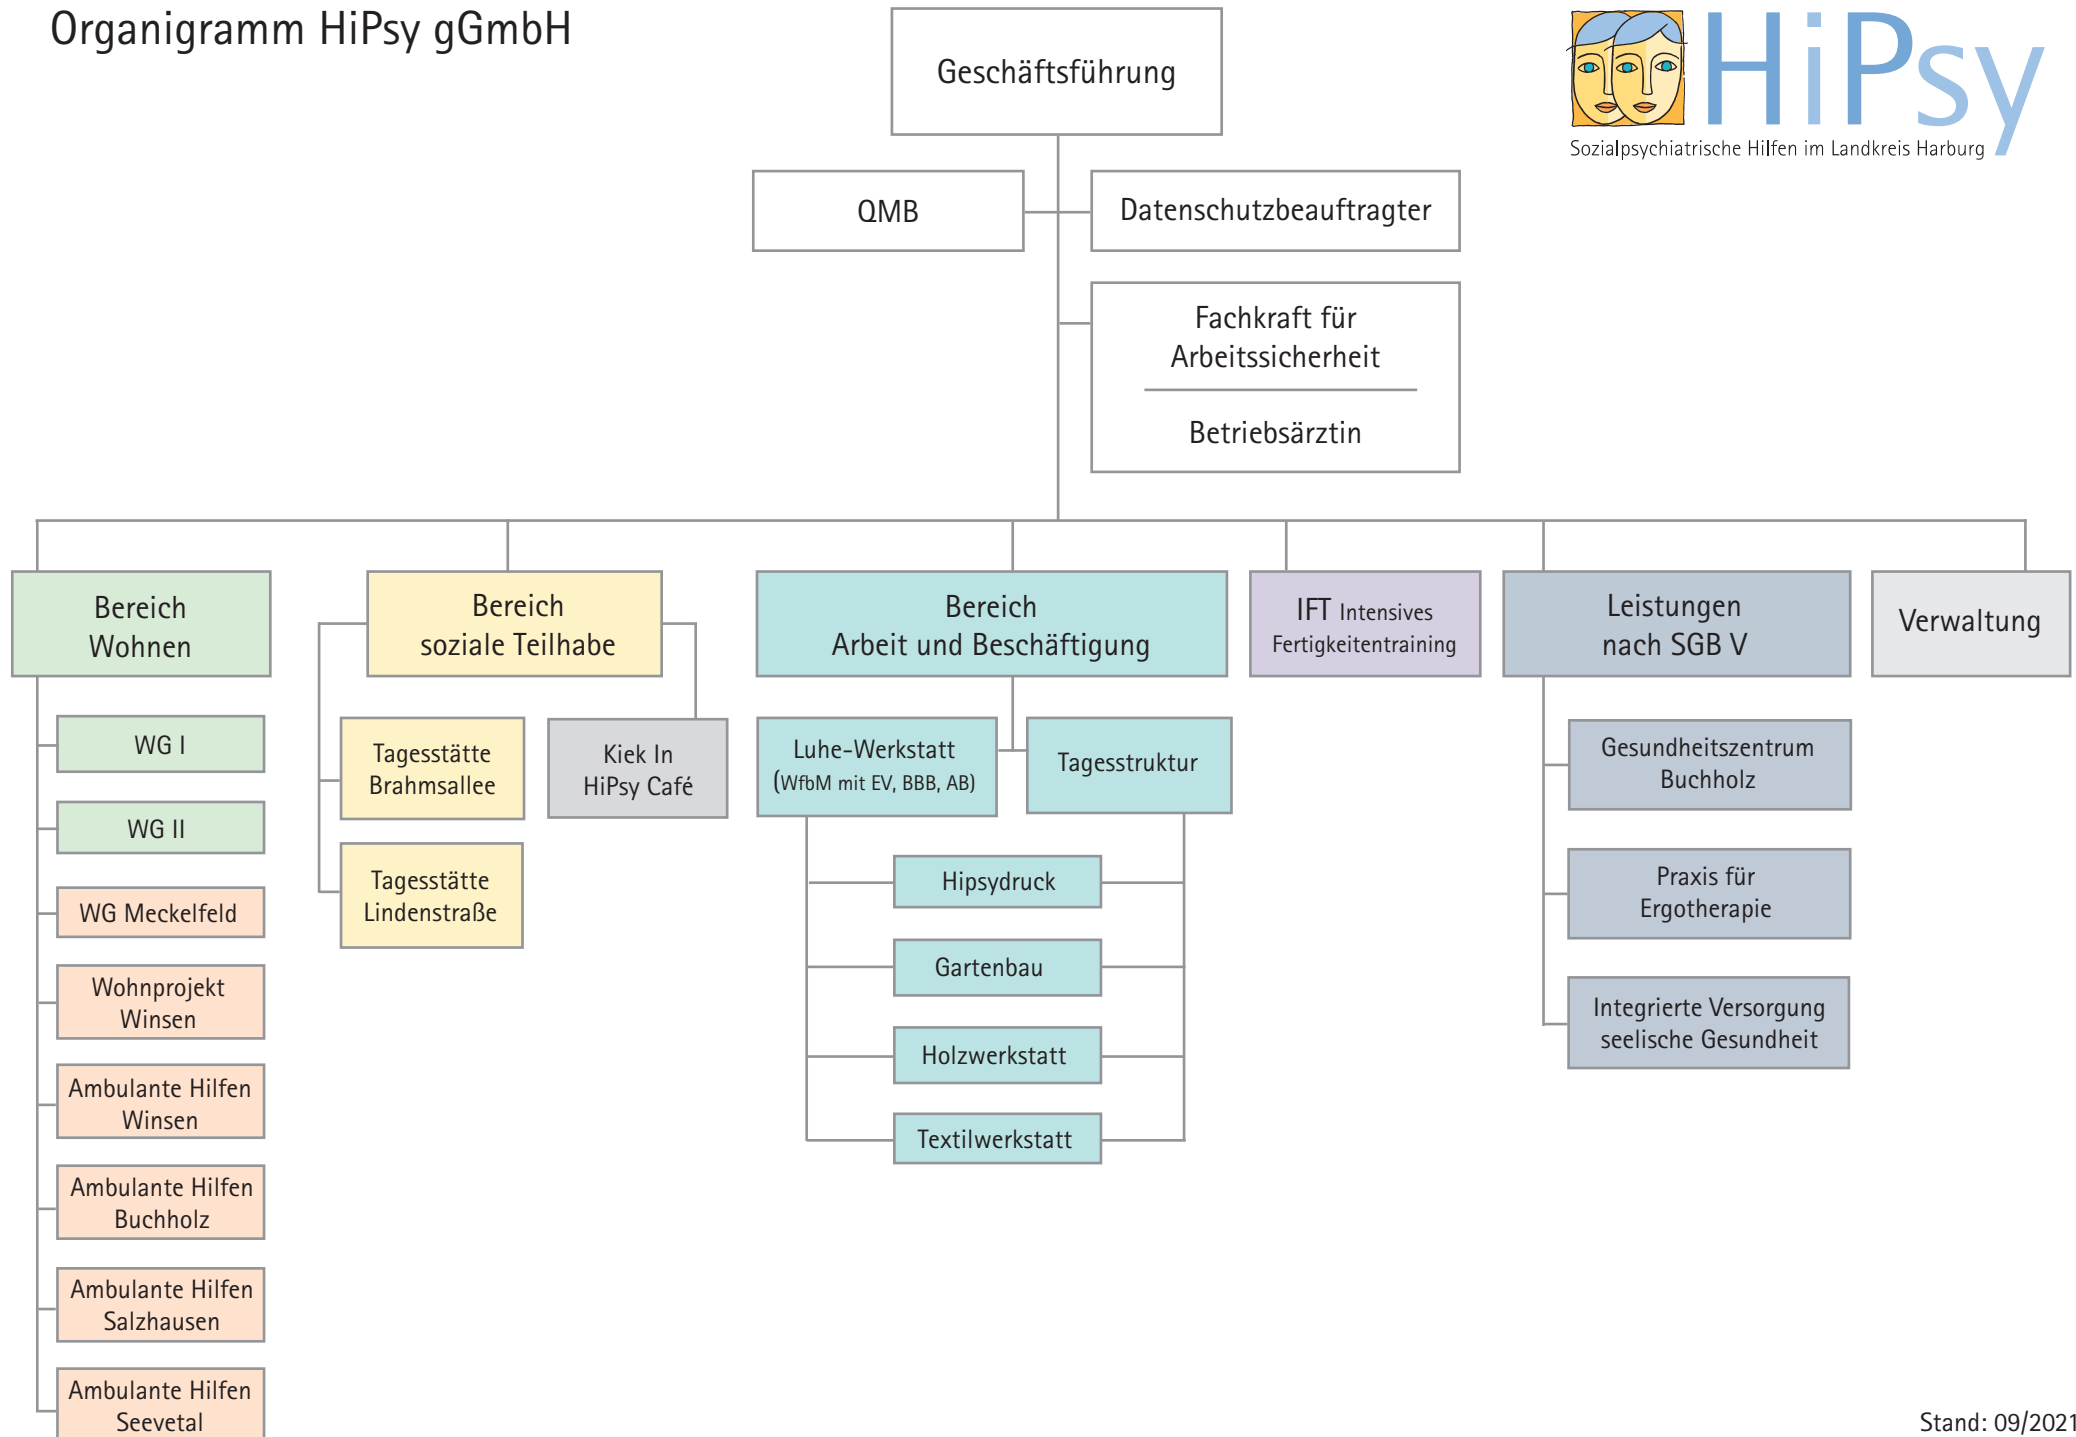 Organigramm HiPsy gGmbH
Geschäftsführung
HiPsy
Sozialpsychiatrische Hilfen im Landkreis Harburg
QMB
Datenschutzbeauftragter
Fachkraft für
Arbeitssicherheit
Betriebsärztin
Bereich
Wohnen
WG I
WG II
WG Meckelfeld
Wohnprojekt
Winsen
Ambulante Hilfen
Winsen
Ambulante Hilfen
Buchholz
Ambulante Hilfen
Salzhausen
Ambulante Hilfen
Seevetal
Bereich
soziale Teilhabe
Tagesstätte
Brahmsallee
Tagesstätte
Lindenstraße
Kiek In
HiPsy Café
Bereich
Arbeit und Beschäftigung
Luhe-Werkstatt
(WfbM mit EV, BBB, AB)
Tagesstruktur
Hipsydruck
Gartenbau
Holzwerkstatt
Textilwerkstatt
IFT Intensives
Fertigkeitentraining
Leistungen
nach SGB V
Gesundheitszentrum
Buchholz
Praxis für
Ergotherapie
Integrierte Versorgung
seelische Gesundheit
Verwaltung
Stand: 09/2021